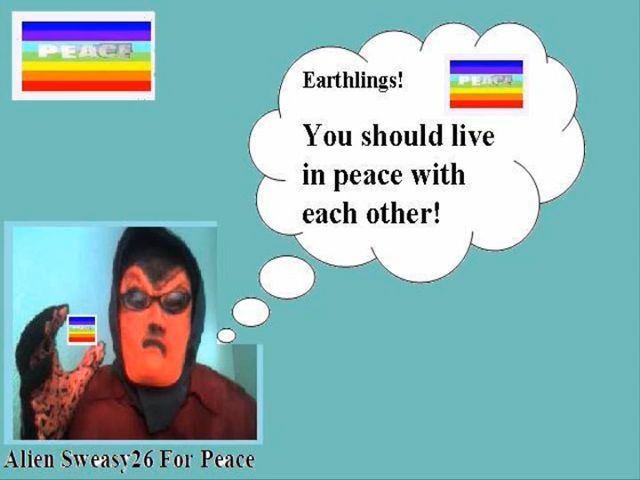 PEACE
Earthlings!
PEACE
You should live
in peace with
each other!
Alien Sweasy26 For Peace